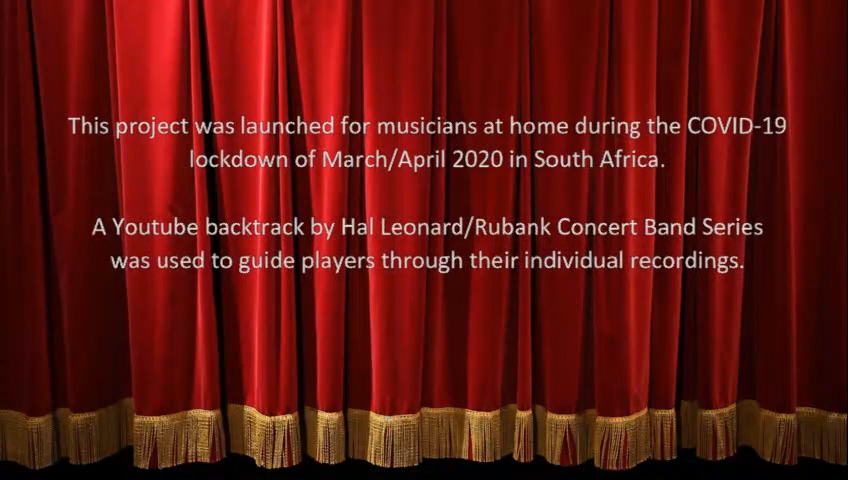 This project was launched for musicians at home during the COVID-19
lockdown of March/April 2020 in South Africa.
A Youtube backtrack by Hal Leonard/Rubank Concert Band Series
was used to guide players through their individual recordings.